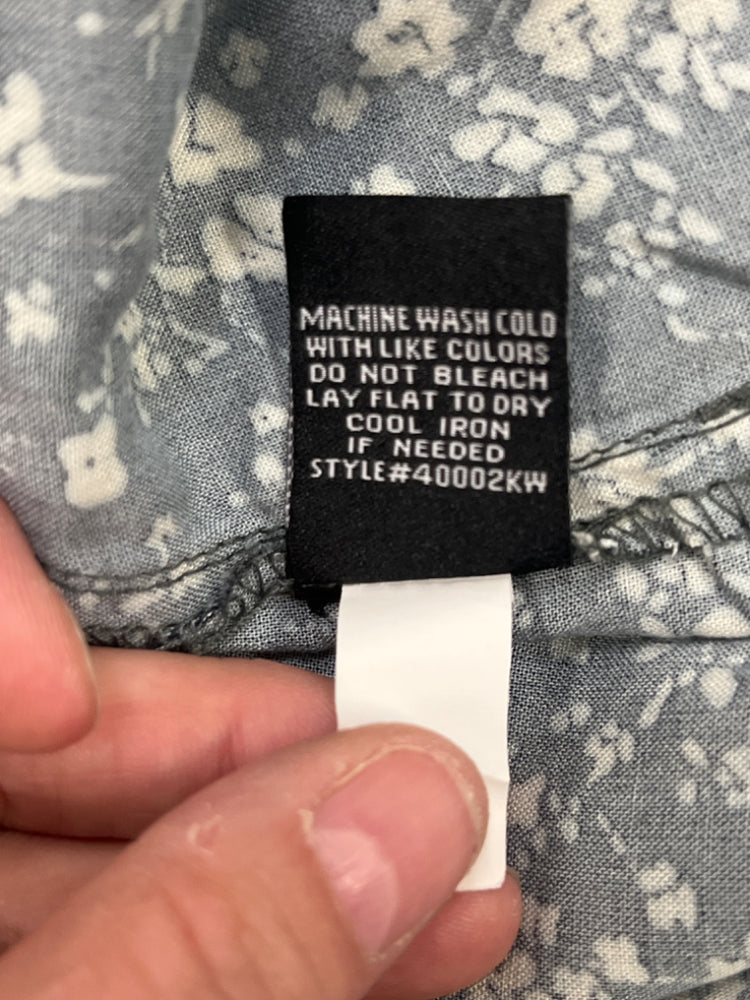 MACHINE WASH COLD
WITH LIKE COLORS
DO NOT BLEACH
LAY FLAT TO DRY
COOL IRON
IF NEEDED
STYLE#40002KW